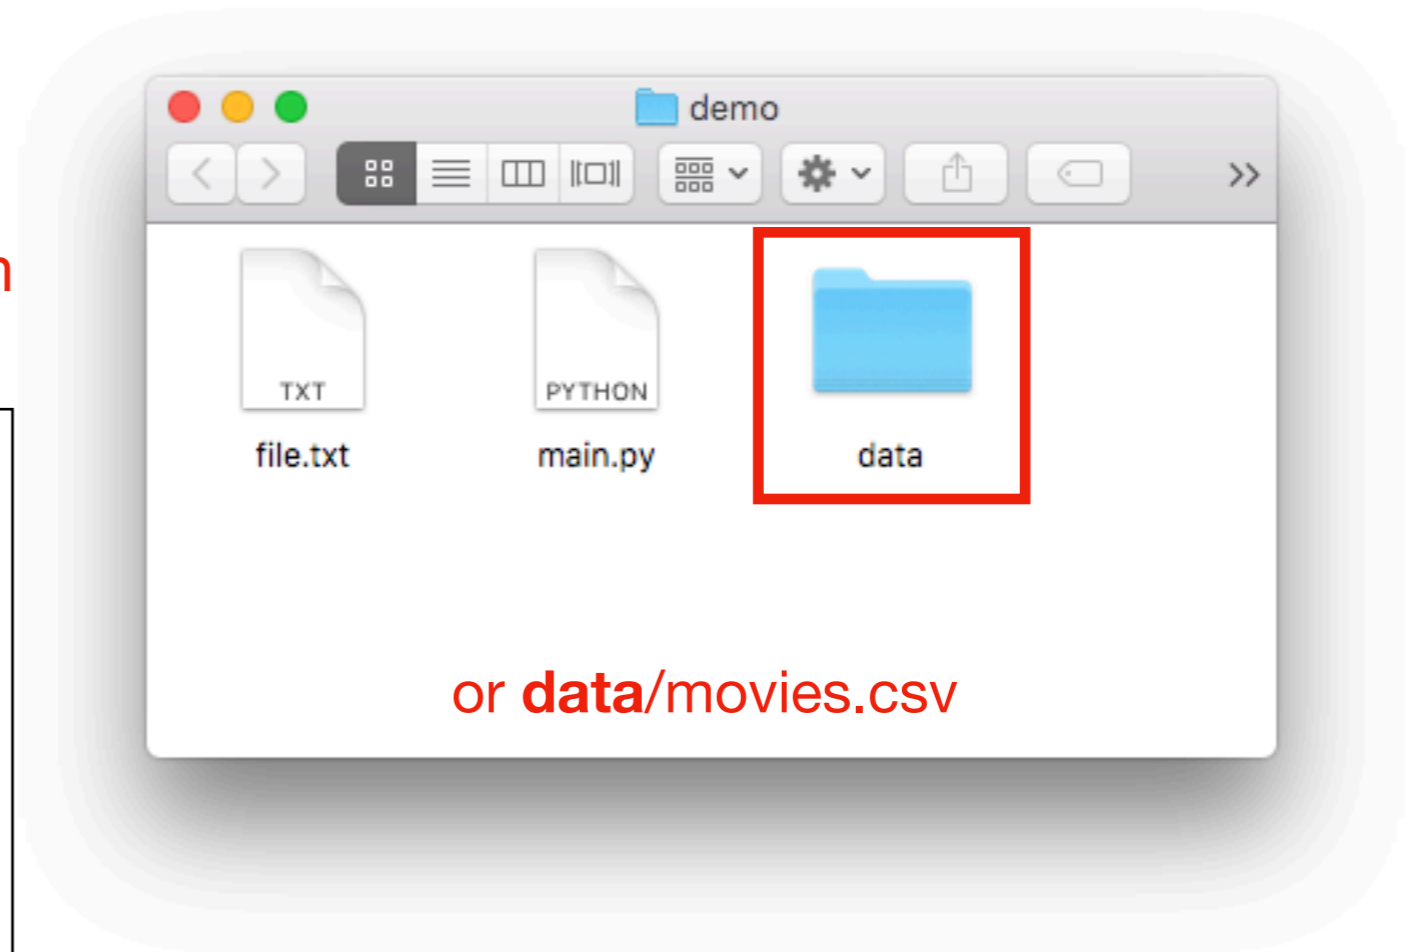 demo
n
TXT
PYTHON
file.txt
main.py
data
or data/movies.csv